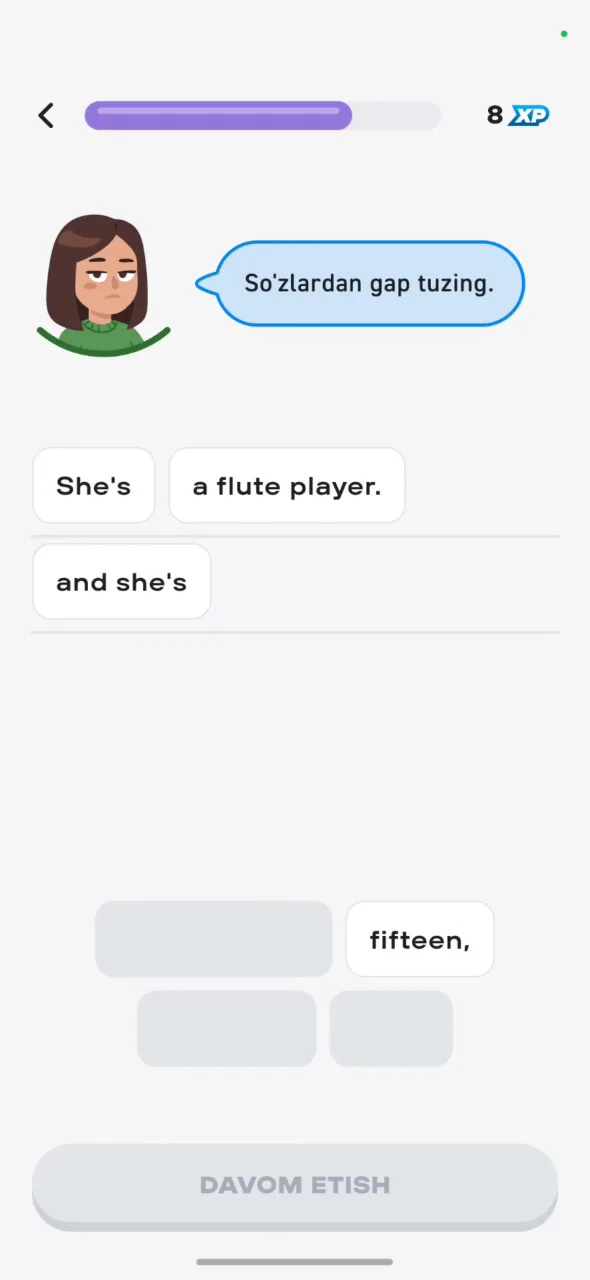 8 XP
So'zlardan gap tuzing.
She's a flute player.
and she's
fifteen,
DAVOM ETISH